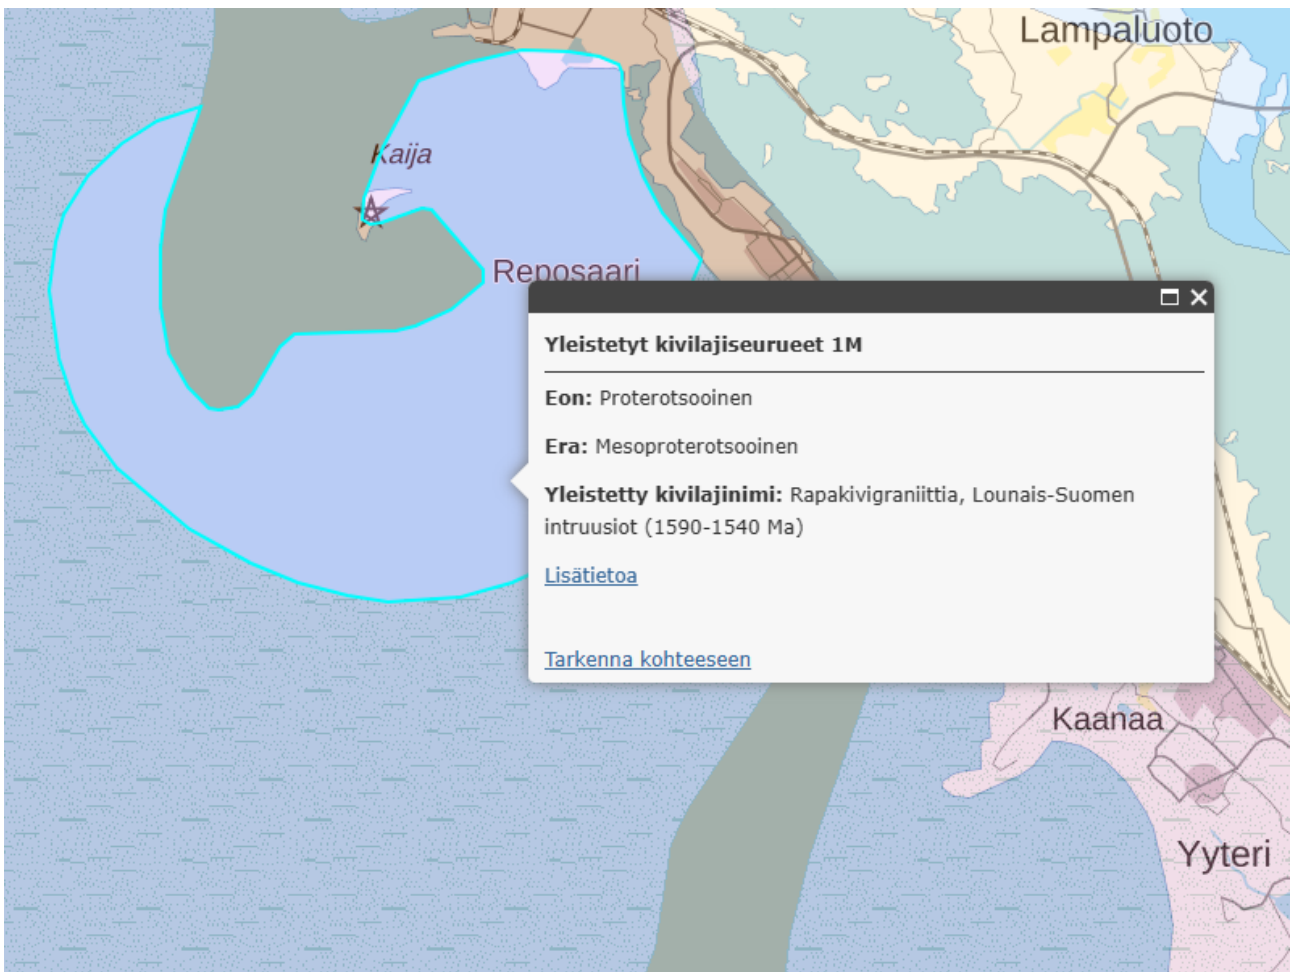 Lampaluoto
Kaija
Reposaari
Yleistetyt kivilajiseurueet 1M
Eon: Proterotsooinen
Era: Mesoproterotsooinen
Yleistetty kivilajinimi: Rapakivigraniittia, Lounais-Suomen
intruusiot (1590-1540 Ma)
Lisätietoa
Tarkenna kohteeseen
Kaanaa
Yyteri